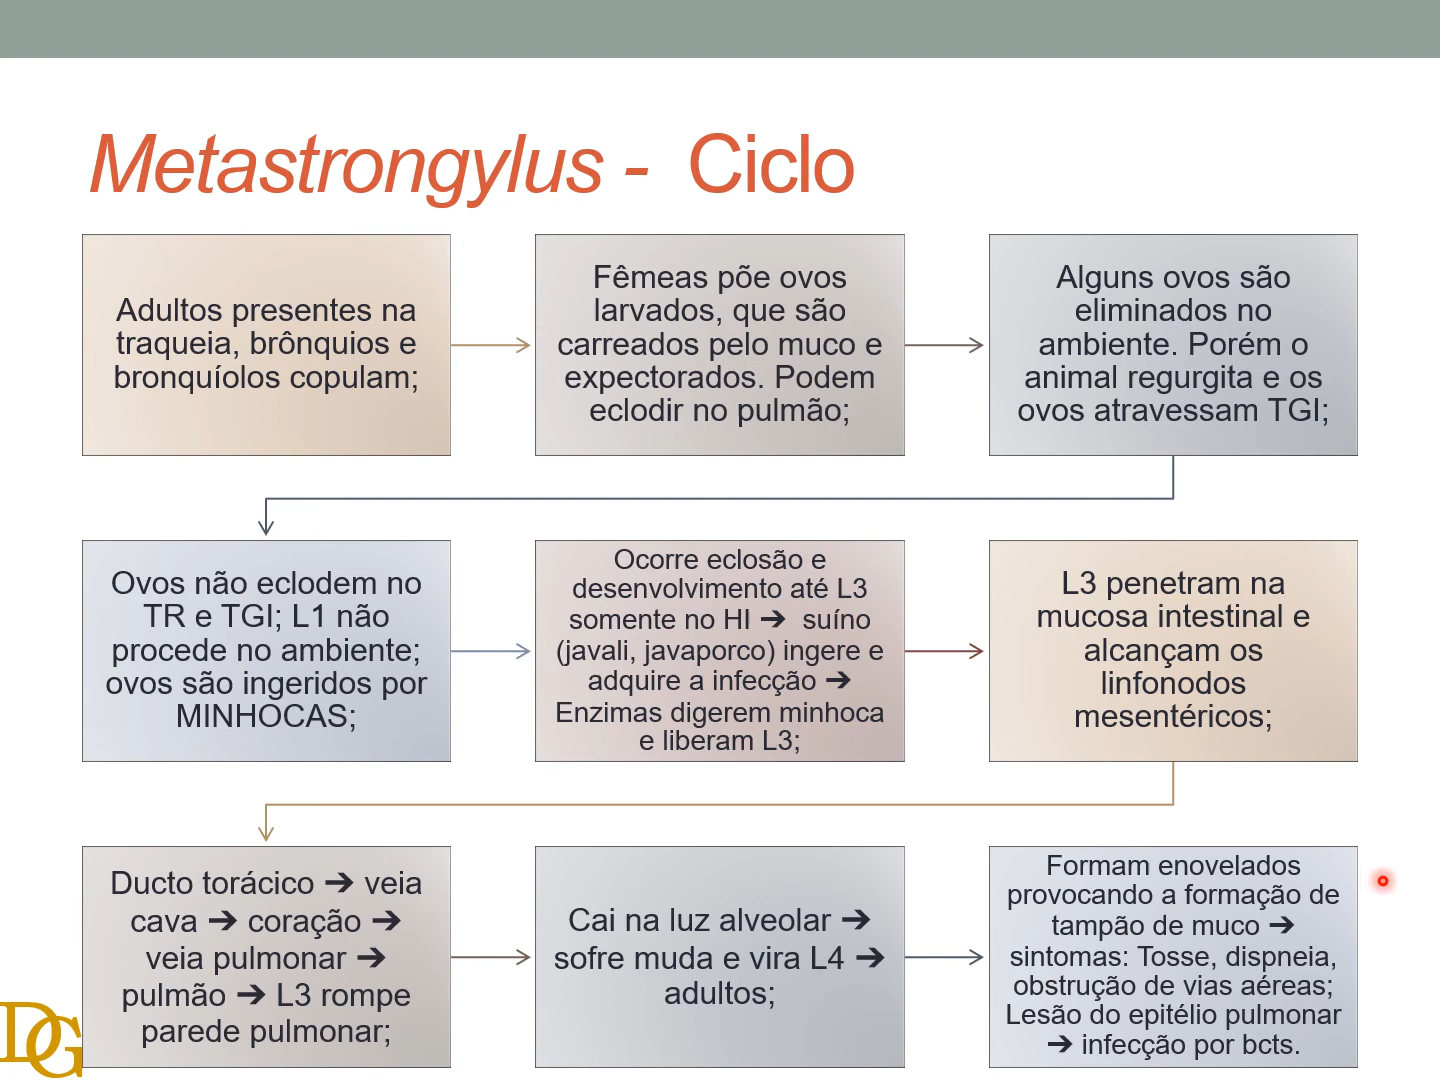 Metastrongylus - Ciclo
Adultos presentes na
traqueia, brônquios e
bronquíolos copulam;
Fêmeas põe ovos
larvados, que são
carreados pelo muco e
expectorados. Podem
eclodir no pulmão;
Alguns ovos são
eliminados no
ambiente. Porém o
animal regurgita e os
ovos atravessam TGI;
Ovos não eclodem no
TR e TGI; L1 não
procede no ambiente;
ovos são ingeridos por
MINHOCAS;
Ocorre eclosão e
desenvolvimento até L3
somente no HI ➔ suíno
(javali, javaporco) ingere e
adquire a infecção ➔
Enzimas digerem minhoca
e liberam L3;
L3 penetram na
mucosa intestinal e
alcançam os
linfonodos
mesentéricos;
Ducto torácico ➔ veia
cava ➔ coração ➔
veia pulmonar ➔
pulmão ➔ L3 rompe
parede pulmonar;
Cai na luz alveolar ➔
sofre muda e vira L4 ➔
adultos;
Formam enovelados
provocando a formação de
tampão de muco ➔
sintomas: Tosse, dispneia,
obstrução de vias aéreas;
Lesão do epitélio pulmonar
➔ infecção por bcts.
DG